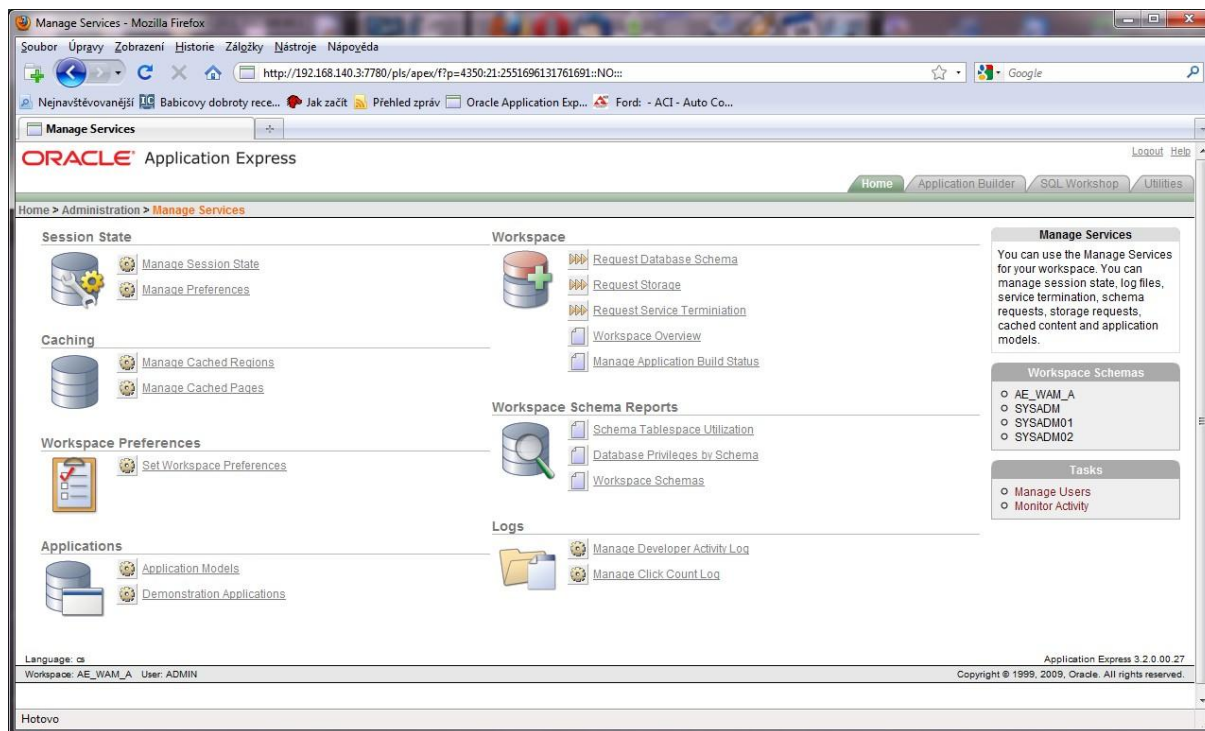 Manage Services - Mozilla Firefox
Soubor Úpravy Zobrazení Historie Záložky Nástroje Nápověda
http://192.168.140.3:7780/pls/apex/f?p=4350:21:2551696131761691::NO:::
Google
Nejnavštěvovanější Babicovy dobroty rece... Jak začít Přehled zpráv Oracle Application Exp... Ford: - ACI - Auto Co...
Manage Services
ORACLE Application Express
Logout Help
Home Application Builder SQL Workshop Utilities
Home > Administration > Manage Services
Session State
Manage Session State
Manage Preferences
Caching
Manage Cached Regions
Manage Cached Pages
Workspace Preferences
Set Workspace Preferences
Applications
Application Models
Demonstration Applications
Workspace
Request Database Schema
Request Storage
Request Service Terminiation
Workspace Overview
Manage Application Build Status
Workspace Schema Reports
Schema Tablespace Utilization
Database Privileges by Schema
Workspace Schemas
Logs
Manage Developer Activity Log
Manage Click Count Log
Manage Services
You can use the Manage Services
for your workspace. You can
manage session state, log files,
service termination, schema
requests, storage requests,
cached content and application
models.
Workspace Schemas
AE_WAM_A
SYSADM
SYSADM01
SYSADM02
Tasks
Manage Users
Monitor Activity
Language: cs
Application Express 3.2.0.00.27
Workspace: AE_WAM_A User: ADMIN
Copyright © 1999, 2009, Oracle. All rights reserved.
Hotovo